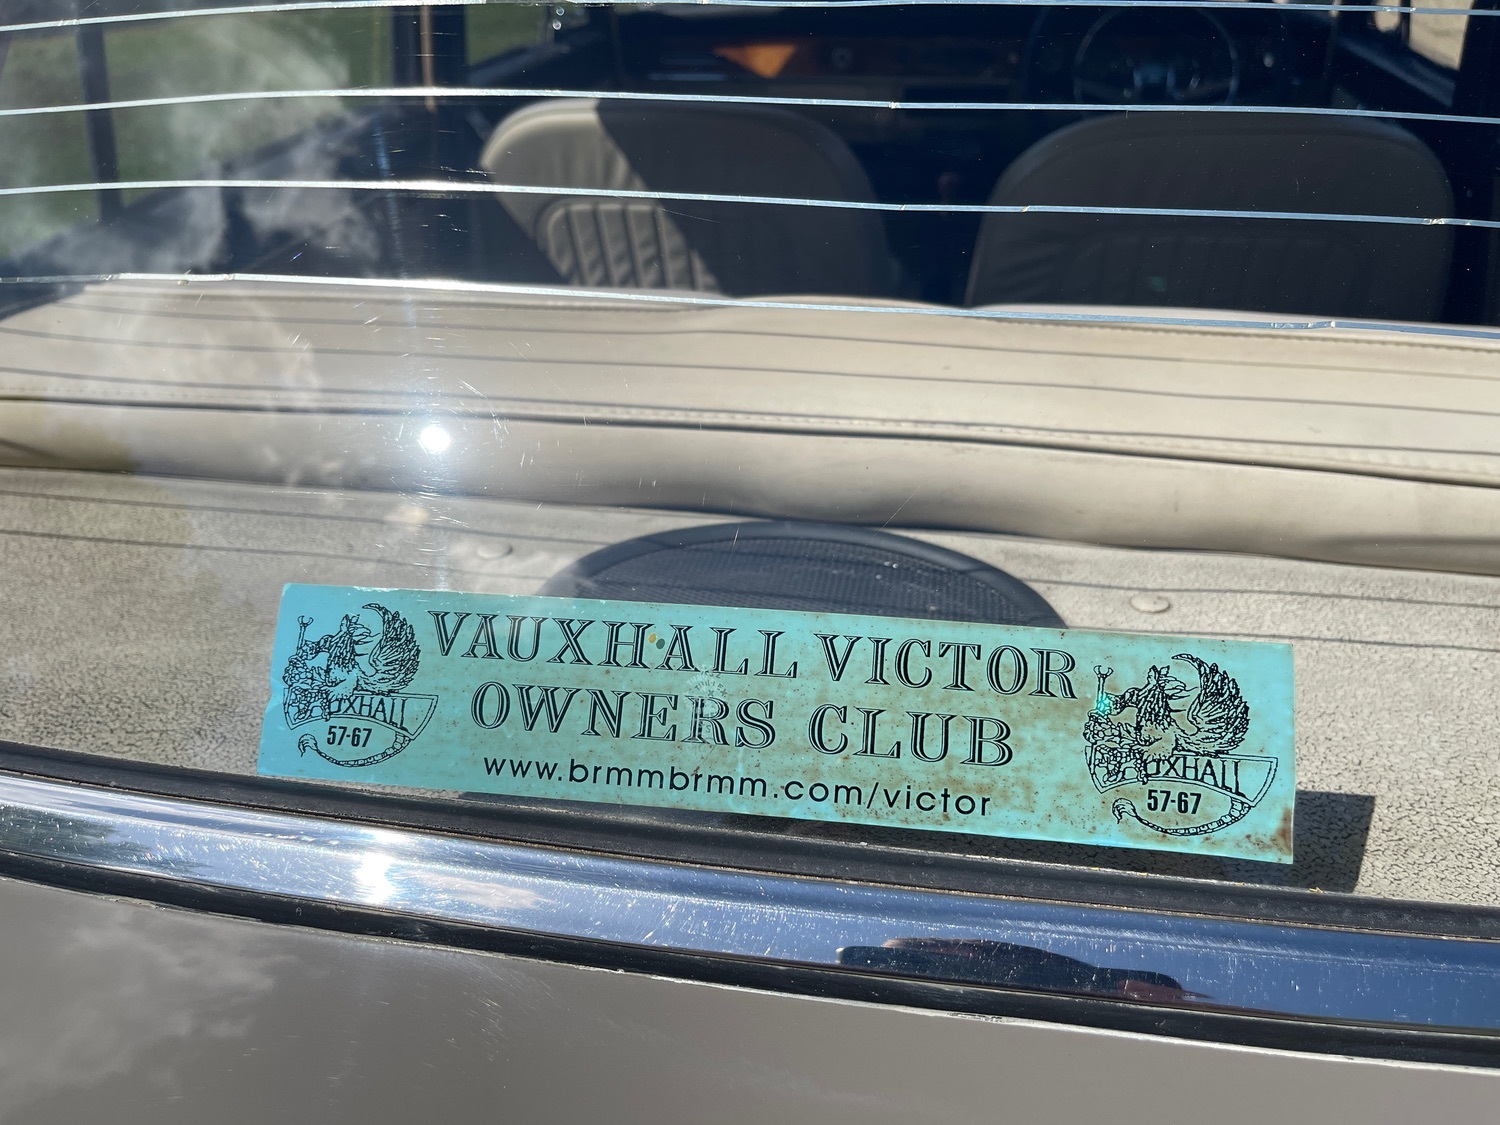 VAUXHALL VICTOR
OWNERS CLUB
www.brmmbrmm.com/victor
VAUXHALL
57-67
VAUXHALL
57-67